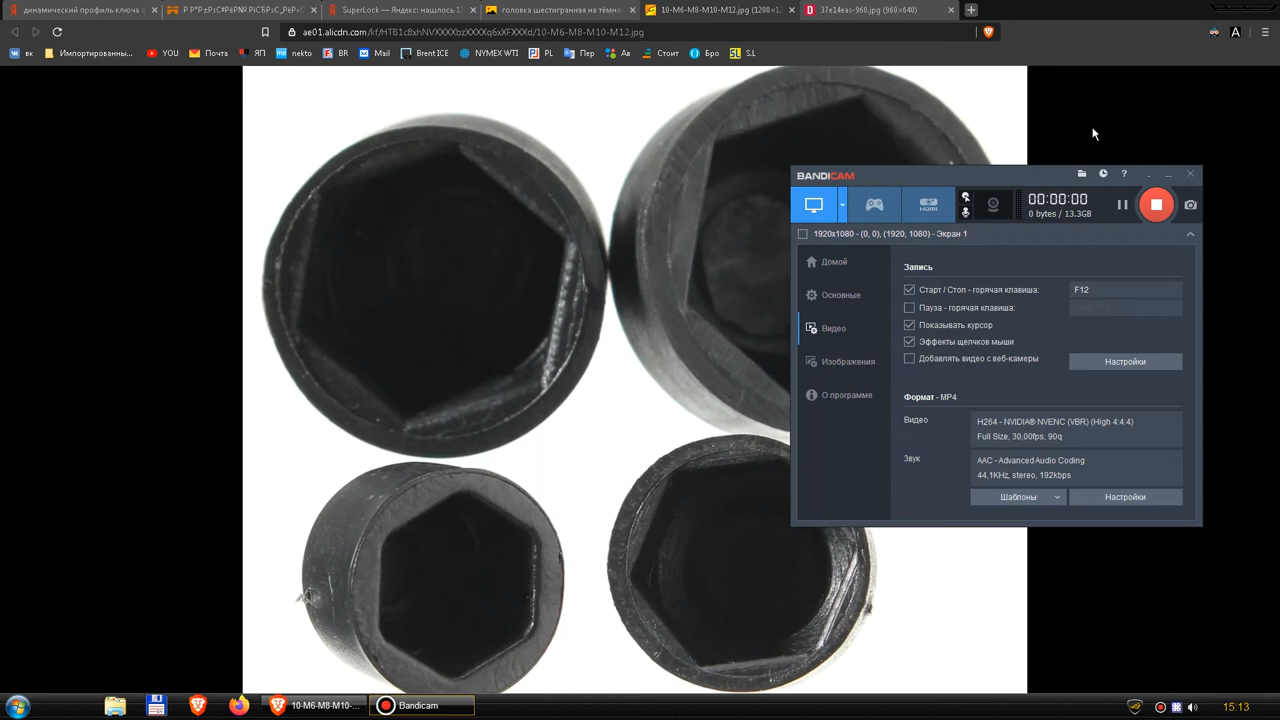 динамический профиль ключа q
SuperLock — Яндекс: нашлось 1
головка шестигранная на тёмно
10-M6-M8-M10-M12.jpg (1200×12
37e14eas-960.jpg (960×640)
ae01.alicdn.com/kf/HTB1c8xhNVXXXXbzXXXXq6xXFXXXd/10-M6-M8-M10-M12.jpg
A
вк
Импортированны...
YOU
Почта
ЯП
nekto
BR
Mail
Brent ICE
NYMEX WTI
PJ
PL
Пер
Ав
Стоит
Бро
SL
S.L
BANDICAM
?
HDMI
00:00:00
0 bytes / 13.3GB
1920x1080 - (0, 0), (1920, 1080) - Экран 1
Домой
Основные
Видео
Изображения
О программе
Запись
Старт / Стоп - горячая клавиша:
F12
Пауза - горячая клавиша:
Показывать курсор
Эффекты щелчков мыши
Добавлять видео с веб-камеры
Настройки
Формат - MP4
Видео
H264 - NVIDIA® NVENC (VBR) (High 4:4:4)
Full Size, 30,00fps, 90q
Звук
AAC - Advanced Audio Coding
44,1KHz, stereo, 192kbps
Шаблоны
Настройки
10-M6-M8-M10-...
Bandicam
15:13